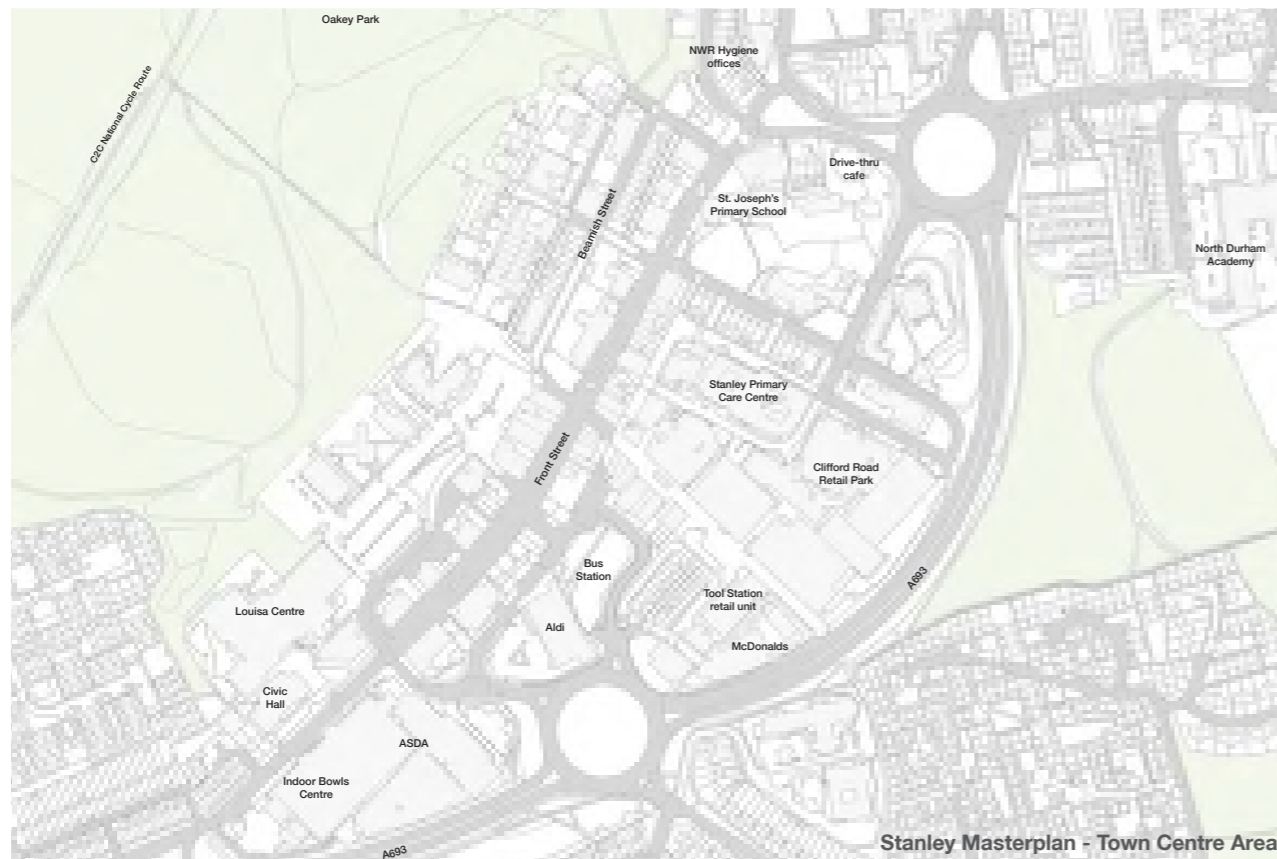 Oakey Park
NWR Hygiene
offices
C2C National Cycle Route
Drive-thru
cafe
St. Joseph's
Primary School
Beamish Street
North Durham
Academy
Stanley Primary
Care Centre
Front Street
Clifford Road
Retail Park
Bus
Station
A693
Tool Station
retail unit
Louisa Centre
Aldi
McDonalds
Civic
Hall
ASDA
Indoor Bowls
Centre
A693
Stanley Masterplan - Town Centre Area